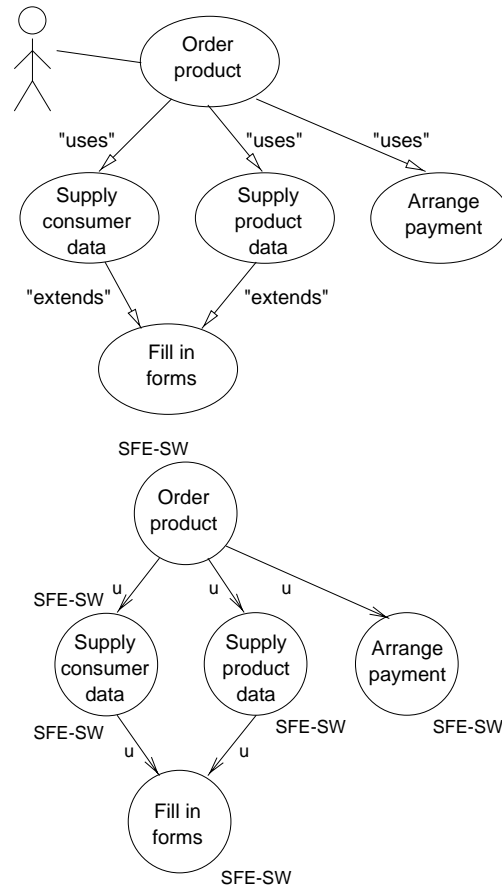 Order
product
"uses"
"uses"
"uses"
Supply
consumer
data
Supply
product
data
Arrange
payment
"extends"
"extends"
Fill in
forms
SFE-SW
Order
product
u
u
u
SFE-SW
Supply
consumer
data
Supply
product
data
Arrange
payment
SFE-SW
SFE-SW
SFE-SW
u
u
Fill in
forms
SFE-SW